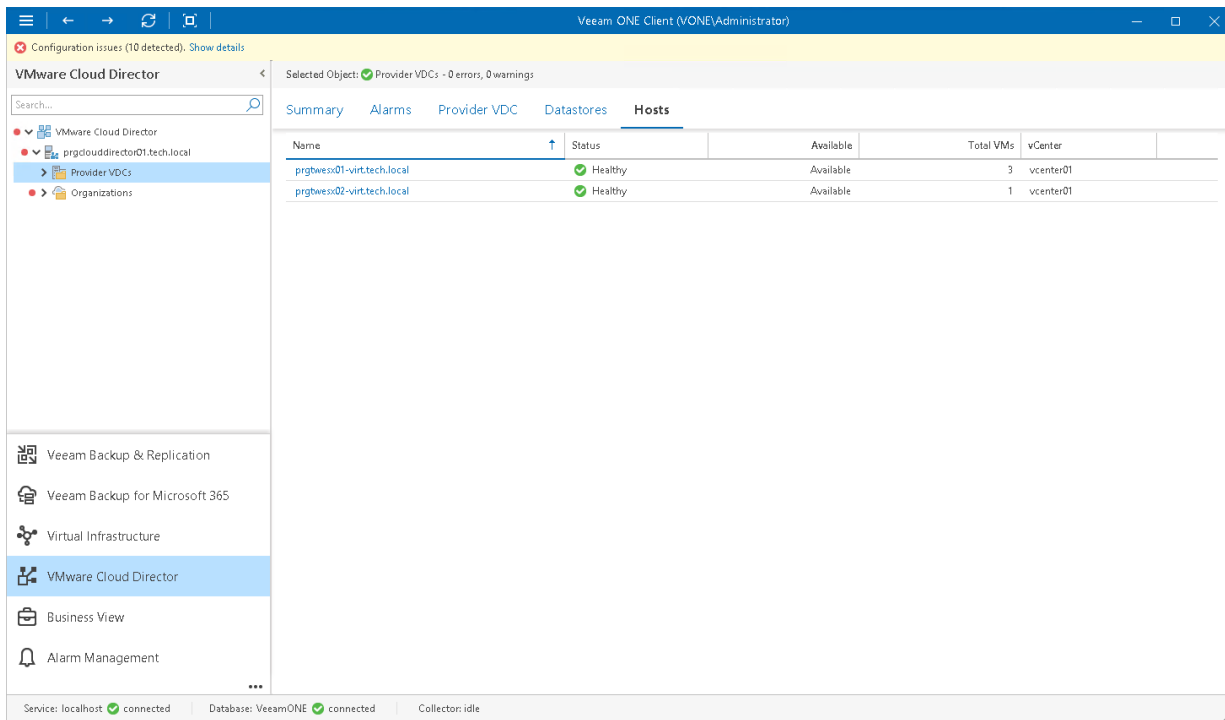 Veeam ONE Client (VONE\Administrator)
Configuration issues (10 detected). Show details
VMware Cloud Director
Search...
VMware Cloud Director
prgclouddirector01.tech.local
Provider VDCs
Organizations
Veeam Backup & Replication
Veeam Backup for Microsoft 365
Virtual Infrastructure
VMware Cloud Director
Business View
Alarm Management
Selected Object: Provider VDCs - 0 errors, 0 warnings
Summary Alarms Provider VDC Datastores Hosts
Name Status Available Total VMs vCenter
prgtwesx01-virt.tech.local Healthy Available 3 vcenter01
prgtwesx02-virt.tech.local Healthy Available 1 vcenter01
Service: localhost connected Database: VeeamONE connected Collector: idle